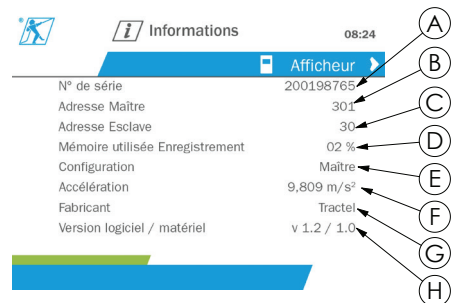 i Informations 08:24 A
Afficheur B
N° de série 200198765
Adresse Maître 301 C
Adresse Esclave 30
Mémoire utilisée Enregistrement 02 % D
Configuration Maître E
Accélération 9,809 m/s² F
Fabricant Tractel
Version logiciel / matériel v 1.2 / 1.0 G
H